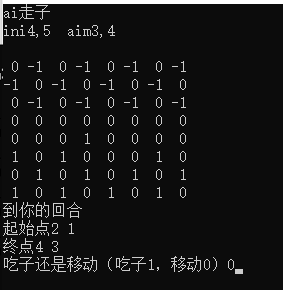 ai走子
ini4,5 aim3,4
0 -1 0 -1 0 -1 0 -1
-1 0 -1 0 -1 0 -1 0
0 -1 0 -1 0 -1 0 -1
0 0 0 0 0 0 0 0
0 0 0 0 1 0 0 0
1 0 1 0 0 0 1 0
0 1 0 1 0 1 0 1
1 0 1 0 1 0 1 0
到你的回合
起始点2 1
终点4 3
吃子还是移动（吃子1，移动0）0